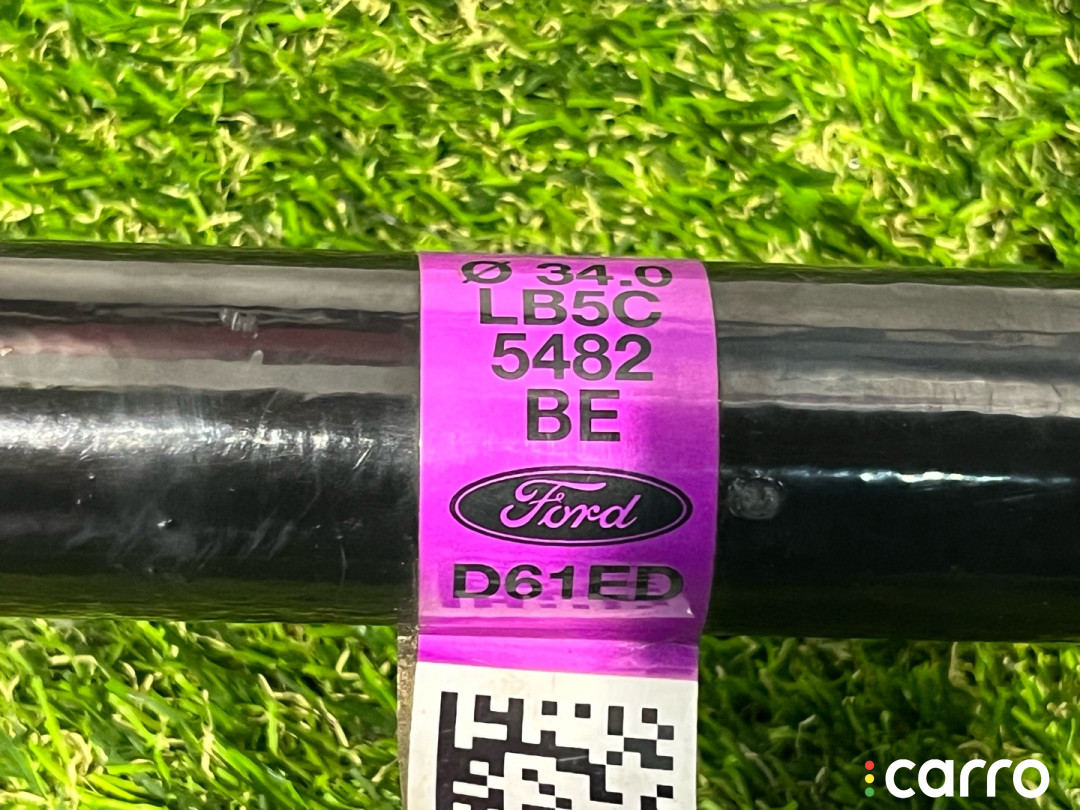 Ø 34.0
LB5C
5482
BE
Ford
D61ED
carro